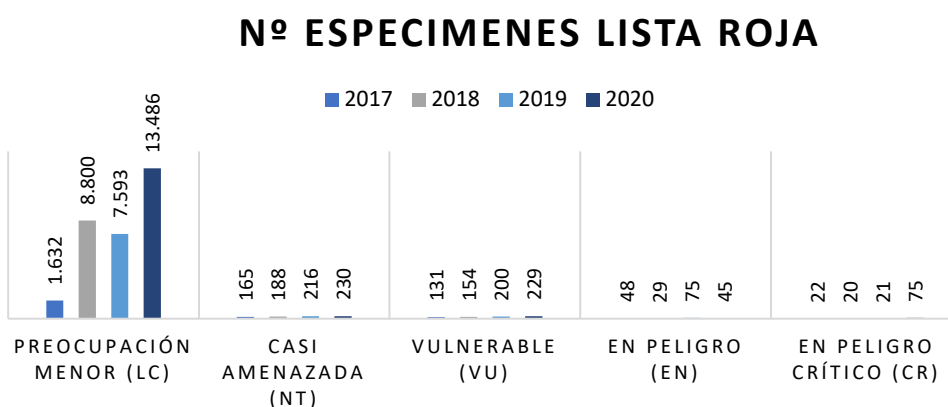 Nº ESPECIMENES LISTA ROJA
2017 2018 2019 2020
1.632 8.800 7.593 13.486
165 188 216 230
131 154 200 229
48 29 75 45
22 20 21 75
PREOCUPACIÓN
MENOR (LC)
CASI
AMENAZADA
(NT)
VULNERABLE
(VU)
EN PELIGRO
(EN)
EN PELIGRO
CRÍTICO (CR)